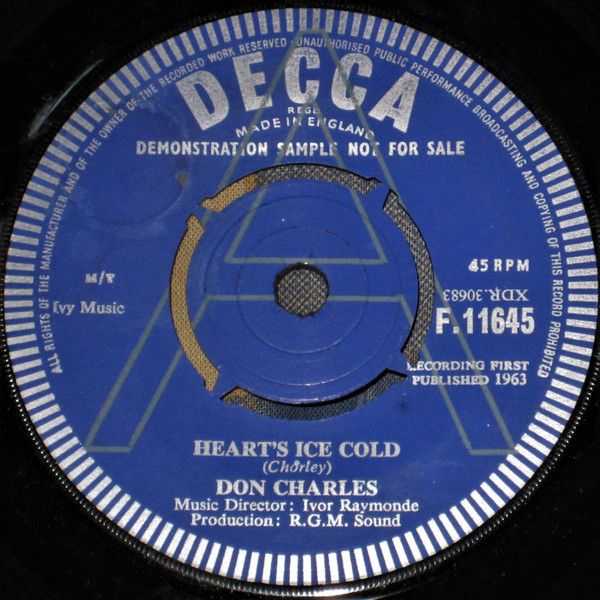 ALL RIGHTS OF THE MANUFACTURER AND OF THE OWNER OF THE RECORDED WORK RESERVED · UNAUTHORISED PUBLIC PERFORMANCE BROADCASTING AND COPYING OF THIS RECORD PROHIBITED
DECCA
REGD
MADE IN ENGLAND
DEMONSTRATION SAMPLE NOT FOR SALE
A
M/T
Ivy Music
45 RPM
XDR.30683
F.11645
RECORDING FIRST
PUBLISHED 1963
HEART'S ICE COLD
(Chorley)
DON CHARLES
Music Director: Ivor Raymonde
Production: R.G.M. Sound